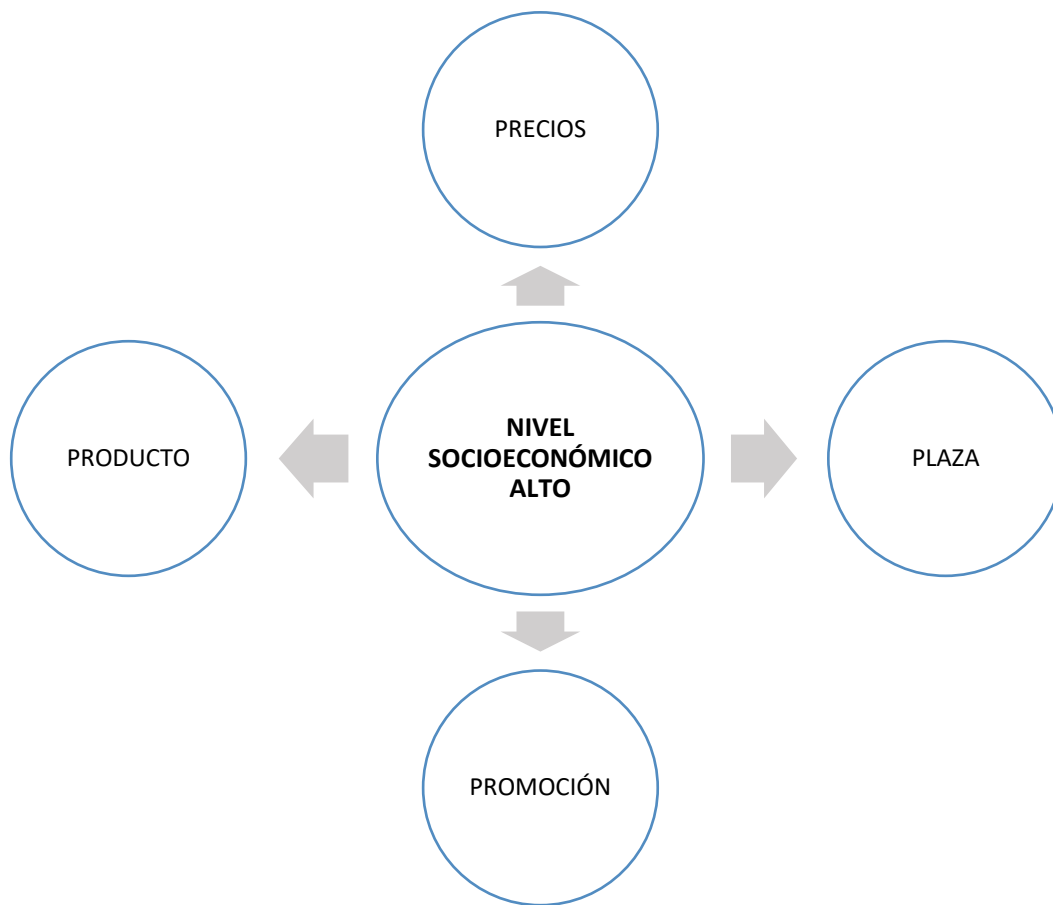 PRECIOS
PRODUCTO
NIVEL
SOCIOECONÓMICO
ALTO
PLAZA
PROMOCIÓN